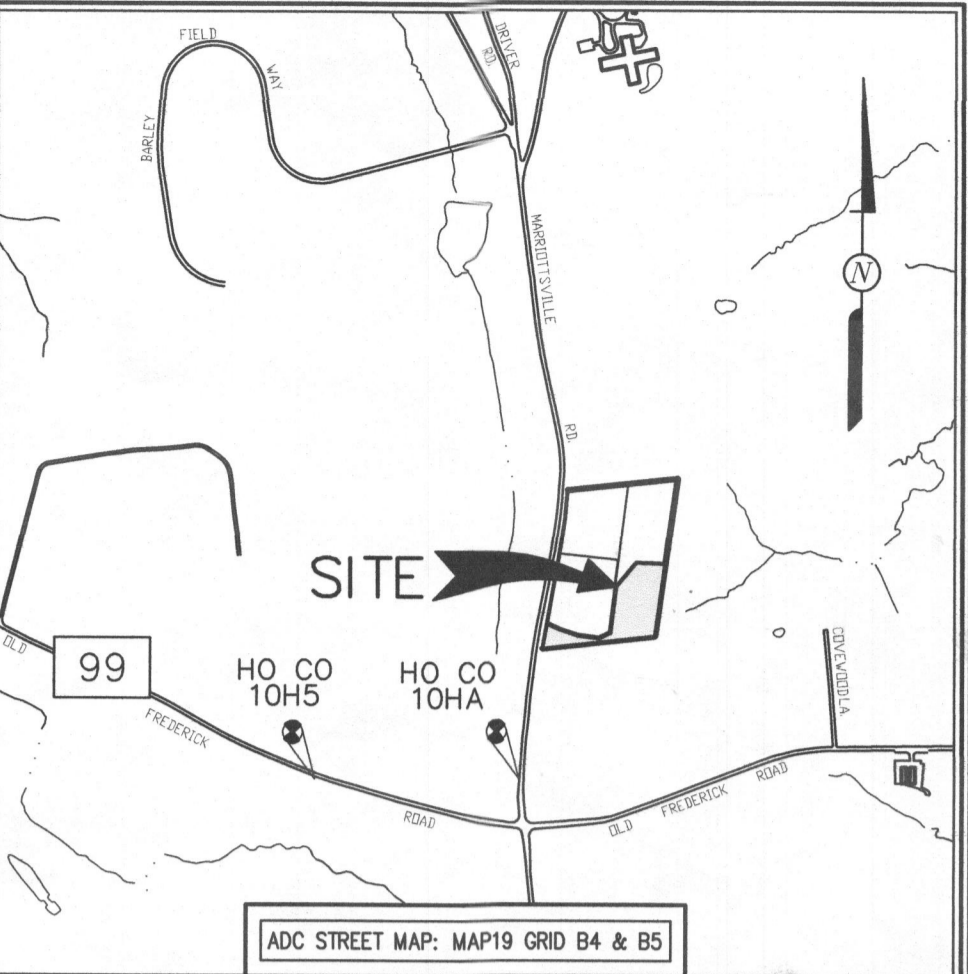 FIELD
WAY
BARLEY
DRIVER
RD.
MARRIOTTSVILLE
RD.
N
SITE
OLD
99
HO CO
10H5
HO CO
10HA
FREDERICK
ROAD
OLD
FREDERICK
ROAD
COVEWOOD LA
ADC STREET MAP: MAP19 GRID B4 & B5